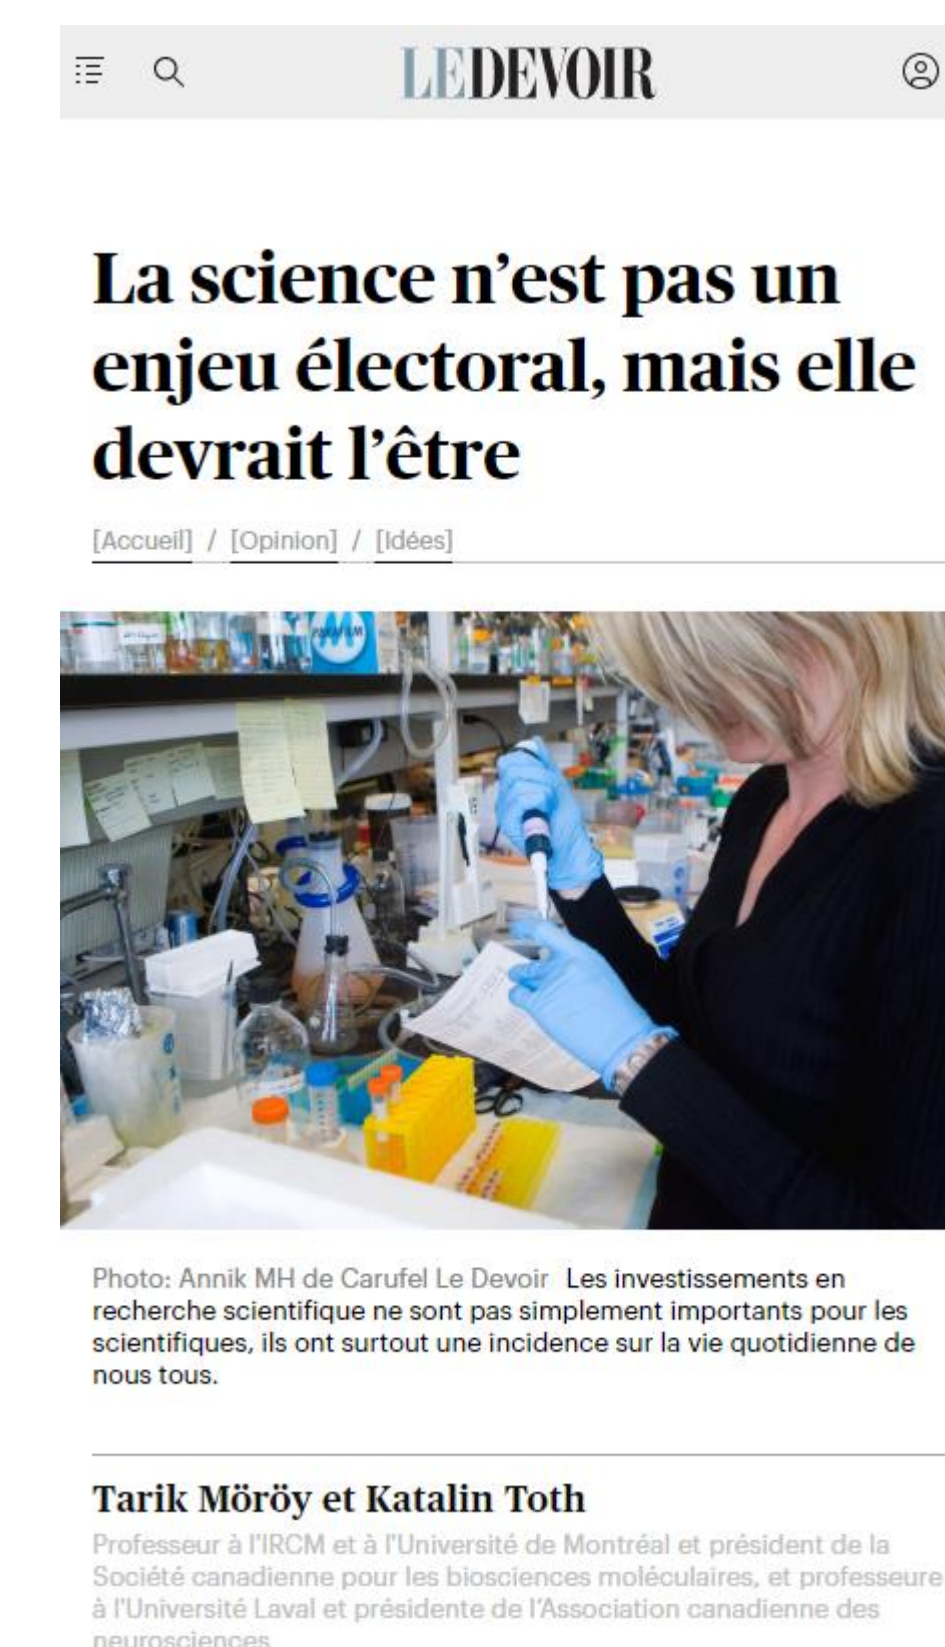 LE DEVOIR
La science n’est pas un
enjeu électoral, mais elle
devrait l’être
[Accueil] / [Opinion] / [Idées]
PARAFILM
Photo: Annik MH de Carufel Le Devoir Les investissements en
recherche scientifique ne sont pas simplement importants pour les
scientifiques, ils ont surtout une incidence sur la vie quotidienne de
nous tous.
Tarik Möröy et Katalin Toth
Professeur à l'IRCM et à l'Université de Montréal et président de la
Société canadienne pour les biosciences moléculaires, et professeure
à l'Université Laval et présidente de l’Association canadienne des
neurosciences